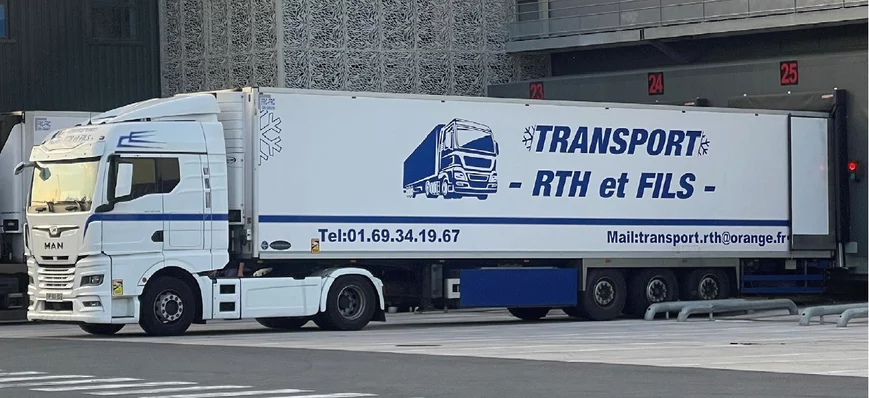 23
24
25
TRANSPORT
- RTH et FILS -
Tel:01.69.34.19.67
Mail:transport.rth@orange.fr
MAN